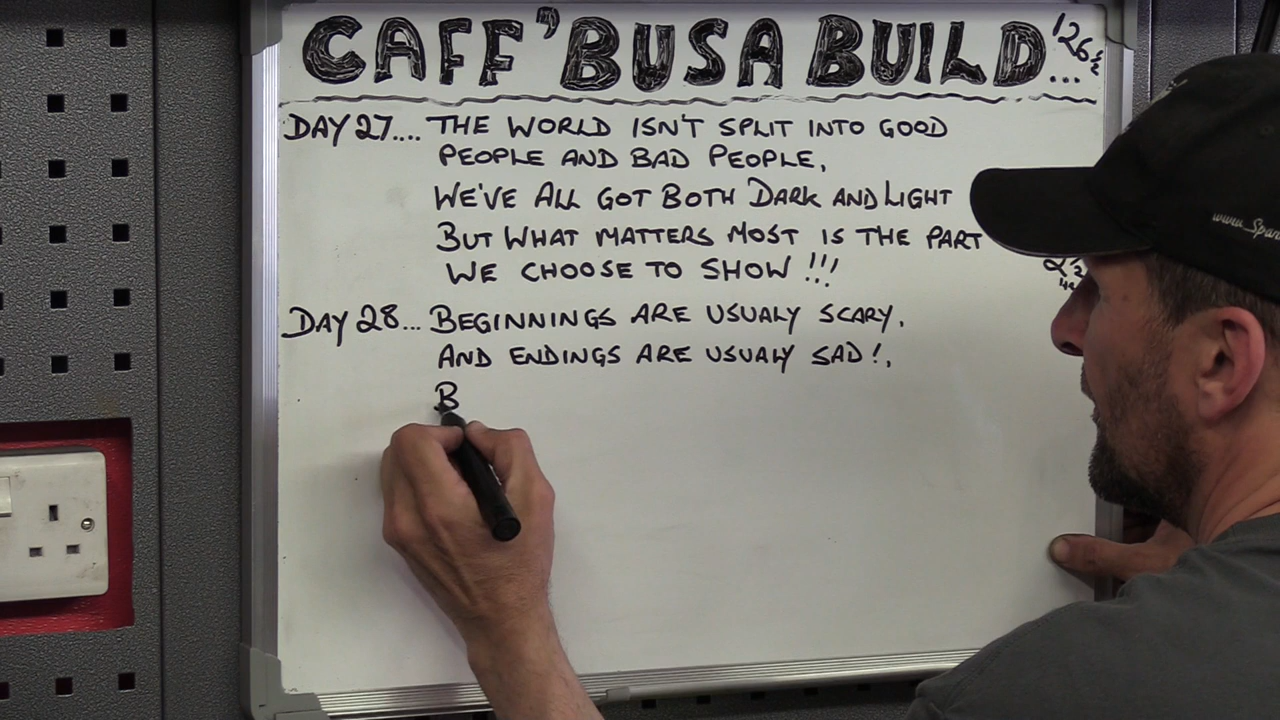 CAFF 'BUSA BUILD...
126½
DAY 27.... THE WORLD ISN'T SPLIT INTO GOOD
PEOPLE AND BAD PEOPLE,
WE'VE ALL GOT BOTH DARK AND LIGHT
BUT WHAT MATTERS MOST IS THE PART
WE CHOOSE TO SHOW !!!
DAY 28... BEGINNINGS ARE USUALY SCARY,
AND ENDINGS ARE USUALY SAD!,
B